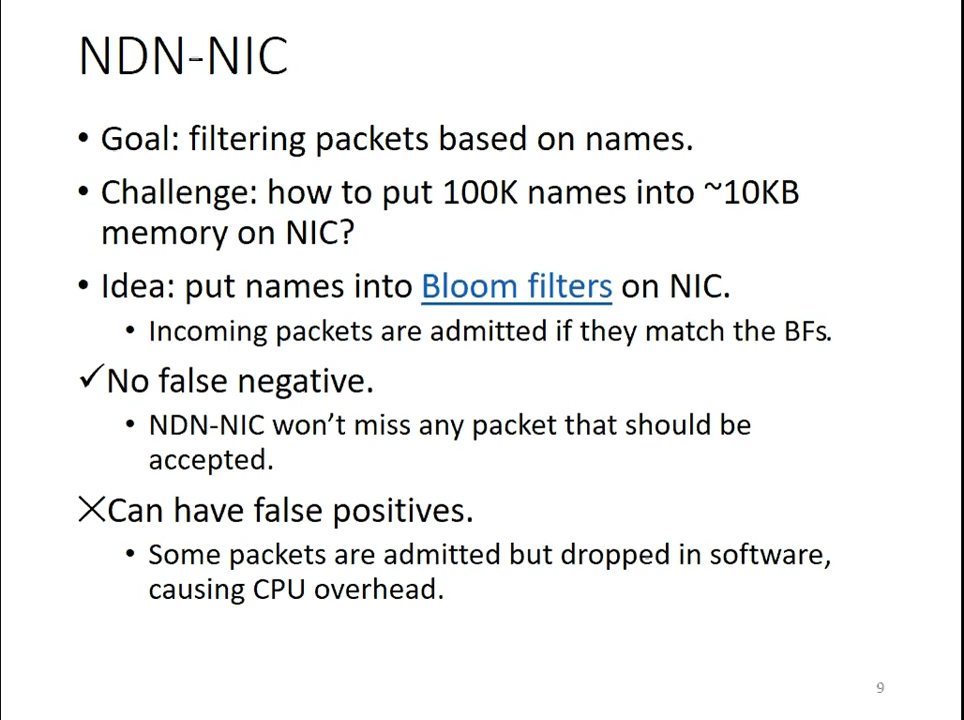 NDN-NIC
• Goal: filtering packets based on names.
• Challenge: how to put 100K names into ~10KB
memory on NIC?
• Idea: put names into Bloom filters on NIC.
• Incoming packets are admitted if they match the BFs.
✓No false negative.
• NDN-NIC won’t miss any packet that should be
accepted.
✕Can have false positives.
• Some packets are admitted but dropped in software,
causing CPU overhead.
9